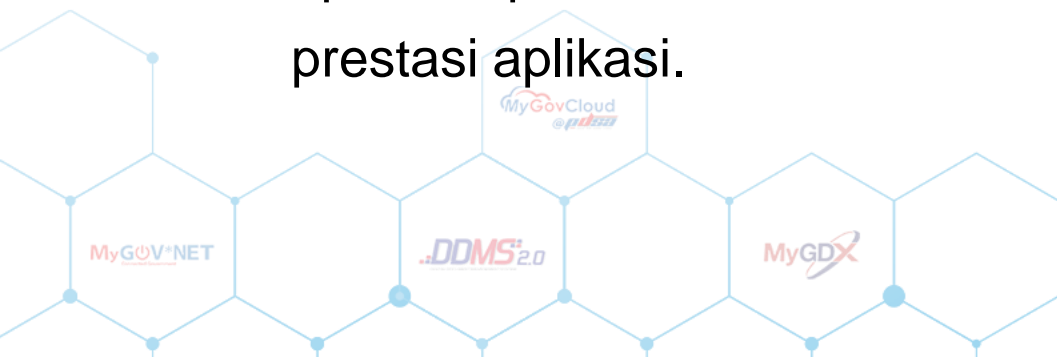 prestasi aplikasi.
MyGovCloud
@pdsa
MyGOV*NET
.:DDMS 2.0
MyGDX